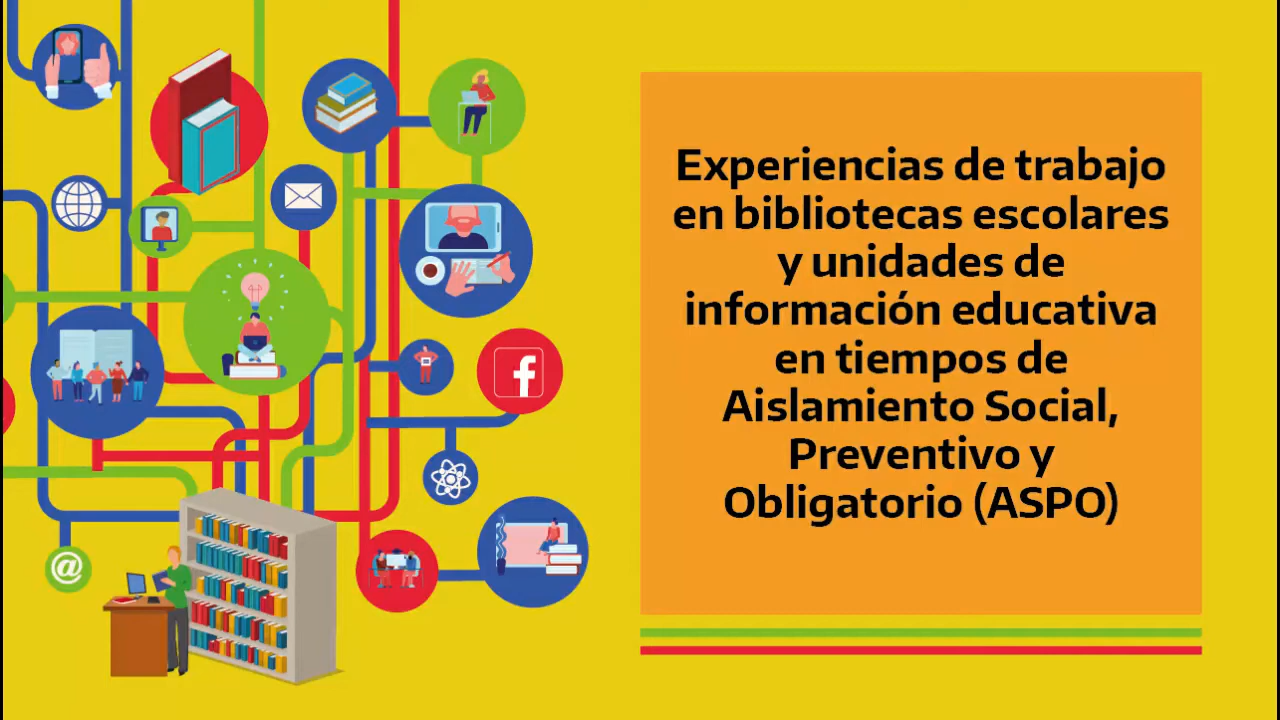 Experiencias de trabajo
en bibliotecas escolares
y unidades de
información educativa
en tiempos de
Aislamiento Social,
Preventivo y
Obligatorio (ASPO)
f
@